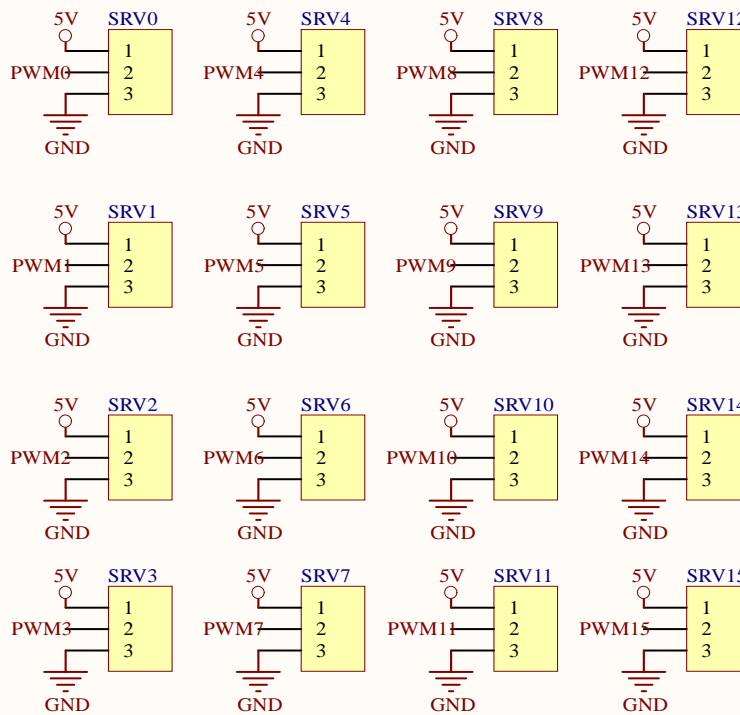 5V SRV0 5V SRV4 5V SRV8 5V SRV12
1 1 1 1
PWM0 2 PWM4 2 PWM8 2 PWM12 2
3 3 3 3
GND GND GND GND
5V SRV1 5V SRV5 5V SRV9 5V SRV13
1 1 1 1
PWM1 2 PWM5 2 PWM9 2 PWM13 2
3 3 3 3
GND GND GND GND
5V SRV2 5V SRV6 5V SRV10 5V SRV14
1 1 1 1
PWM2 2 PWM6 2 PWM10 2 PWM14 2
3 3 3 3
GND GND GND GND
5V SRV3 5V SRV7 5V SRV11 5V SRV15
1 1 1 1
PWM3 2 PWM7 2 PWM11 2 PWM15 2
3 3 3 3
GND GND GND GND